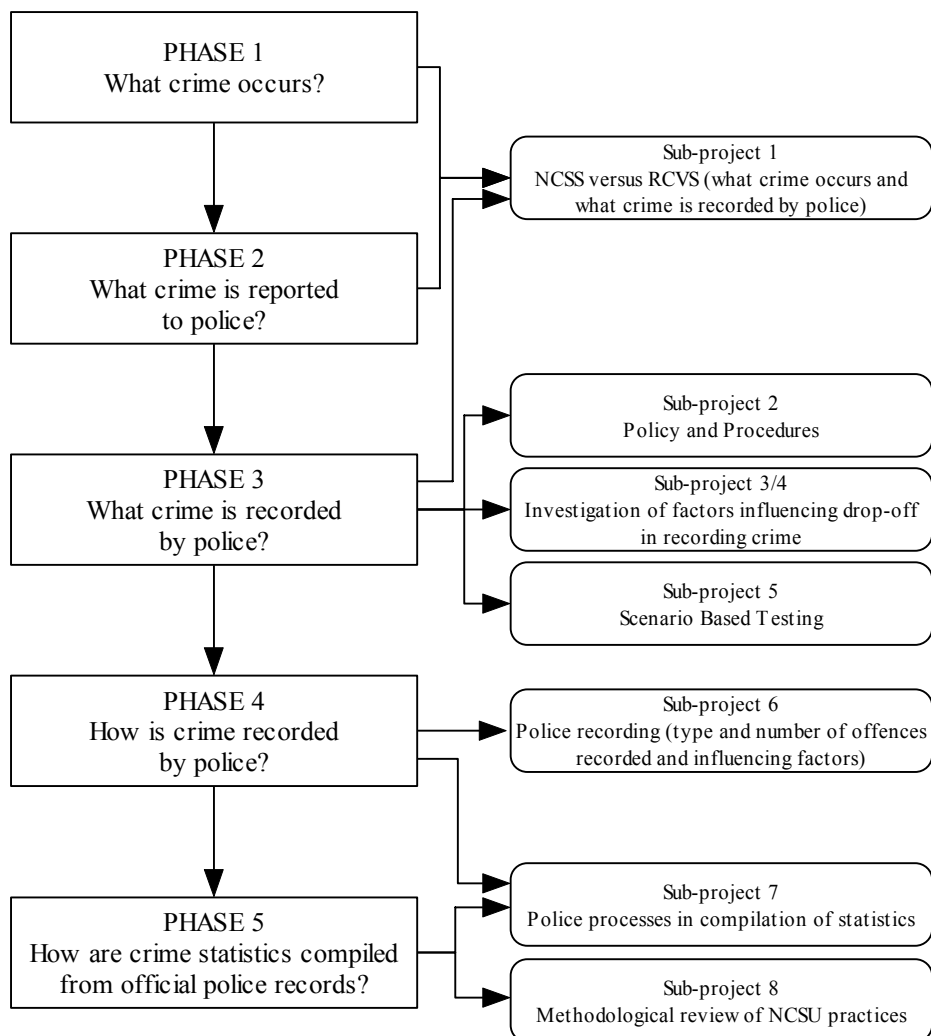 PHASE 1
What crime occurs?
Sub-project 1
NCSS versus RCVS (what crime occurs and
what crime is recorded by police)
PHASE 2
What crime is reported
to police?
Sub-project 2
Policy and Procedures
PHASE 3
What crime is recorded
by police?
Sub-project 3/4
Investigation of factors influencing drop-off
in recording crime
Sub-project 5
Scenario Based Testing
PHASE 4
How is crime recorded
by police?
Sub-project 6
Police recording (type and number of offences
recorded and influencing factors)
Sub-project 7
Police processes in compilation of statistics
PHASE 5
How are crime statistics compiled
from official police records?
Sub-project 8
Methodological review of NCSU practices